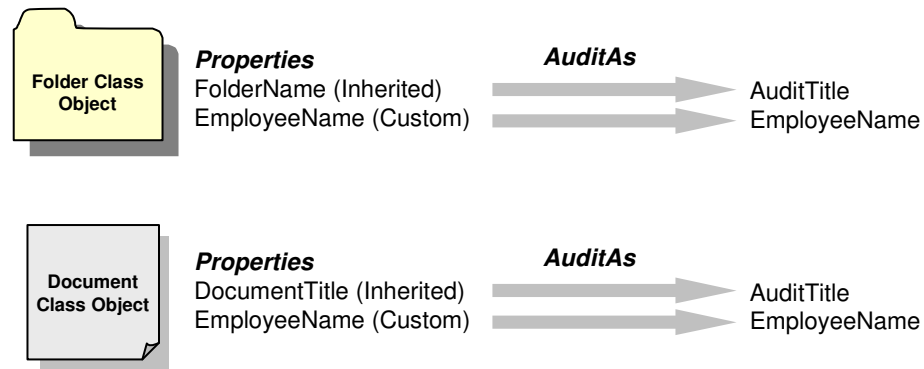 Folder Class
Object
Properties
AuditAs
FolderName (Inherited)
AuditTitle
EmployeeName (Custom)
EmployeeName
Document
Class Object
Properties
AuditAs
DocumentTitle (Inherited)
AuditTitle
EmployeeName (Custom)
EmployeeName